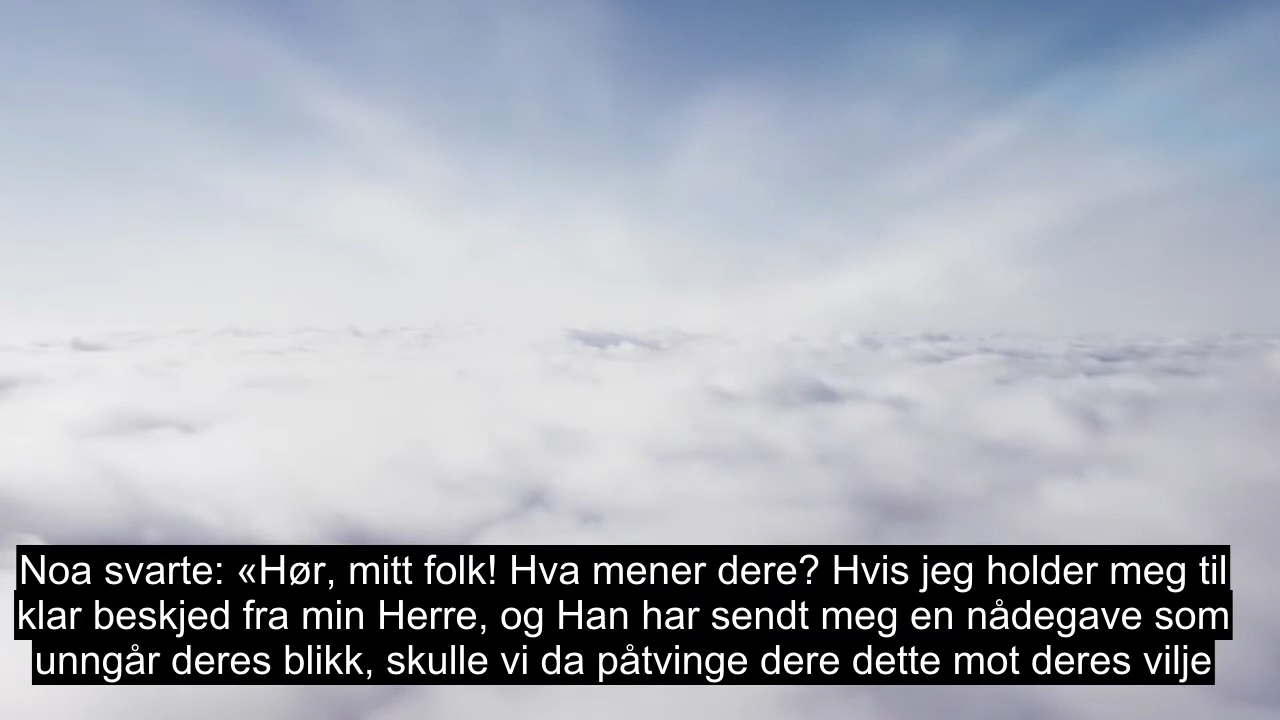 Noa svarte: «Hør, mitt folk! Hva mener dere? Hvis jeg holder meg til
klar beskjed fra min Herre, og Han har sendt meg en nådegave som
unngår deres blikk, skulle vi da påtvinge dere dette mot deres vilje